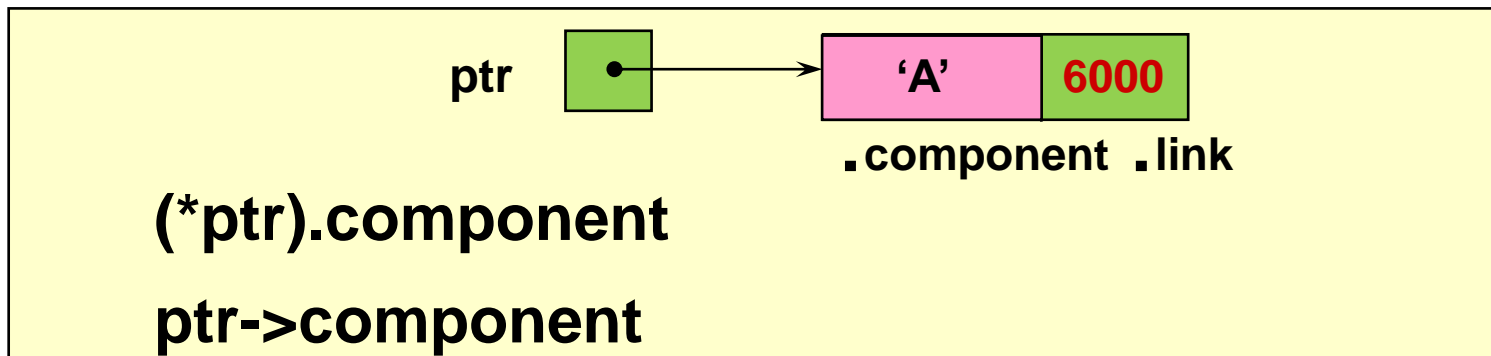 ptr ‘A’ 6000
.component .link
(*ptr).component
ptr->component